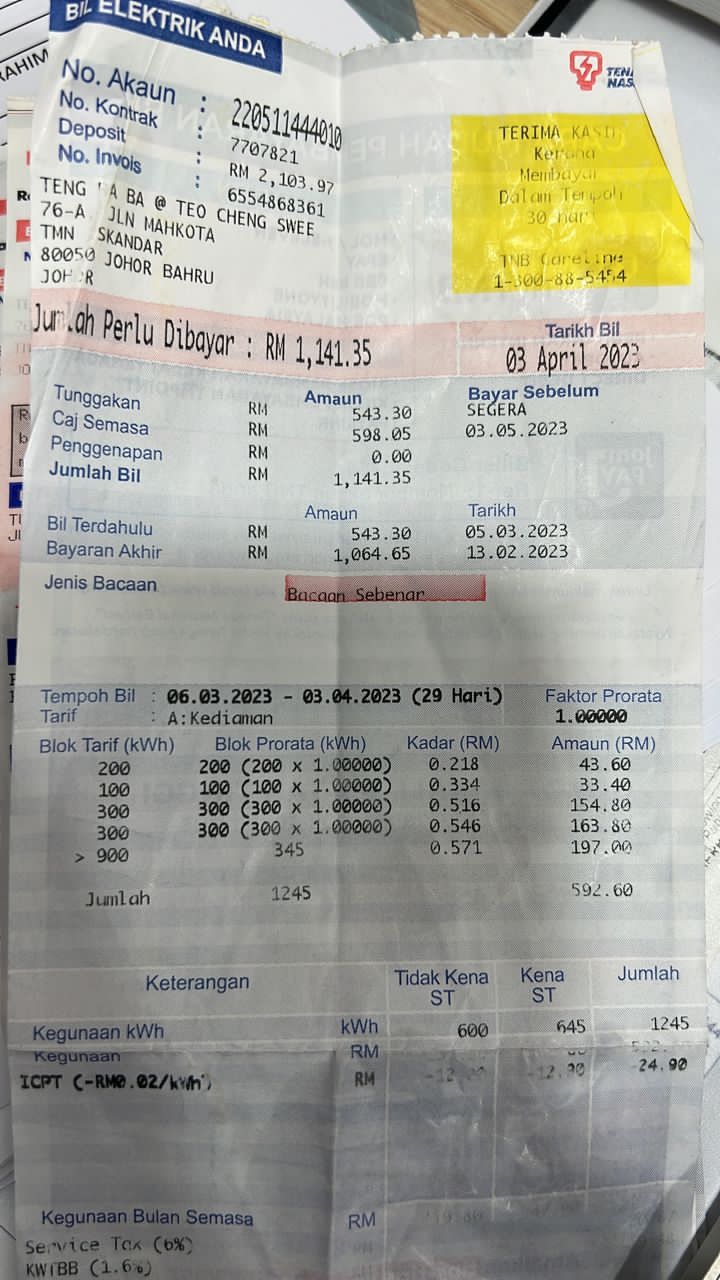 BIL ELEKTRIK ANDA
No. Akaun : 220511444010
No. Kontrak : 7707821
Deposit : RM 2,103.97
No. Invois : 6554868361
TENG BA @ TEO CHENG SWEE
76-A JLN MAHKOTA
TMN SKANDAR
80050 JOHOR BAHRU
JOHOR
TERIMA KASIH
Kerana
Membayar
Dalam Tempoh
30 hari
TNB Careline
1-300-88-5454
Jumlah Perlu Dibayar : RM 1,141.35
Tarikh Bil
03 April 2023
Amaun Bayar Sebelum
Tunggakan RM 543.30 SEGERA
Caj Semasa RM 598.05 03.05.2023
Penggenapan RM 0.00
Jumlah Bil RM 1,141.35
Amaun Tarikh
Bil Terdahulu RM 543.30 05.03.2023
Bayaran Akhir RM 1,064.65 13.02.2023
Jenis Bacaan Bacaan Sebenar
Tempoh Bil : 06.03.2023 - 03.04.2023 (29 Hari) Faktor Prorata
Tarif : A:Kediaman 1.00000
Blok Tarif (kWh) Blok Prorata (kWh) Kadar (RM) Amaun (RM)
200 200 (200 x 1.00000) 0.218 43.60
100 100 (100 x 1.00000) 0.334 33.40
300 300 (300 x 1.00000) 0.516 154.80
300 300 (300 x 1.00000) 0.546 163.80
> 900 345 0.571 197.00
Jumlah 1245 592.60
Keterangan Tidak Kena ST Kena ST Jumlah
Kegunaan kWh kWh 600 645 1245
Kegunaan RM
ICPT (-RM0.02/kWh) RM -24.90
Kegunaan Bulan Semasa RM
Service Tax (6%)
KWTBB (1.6%)